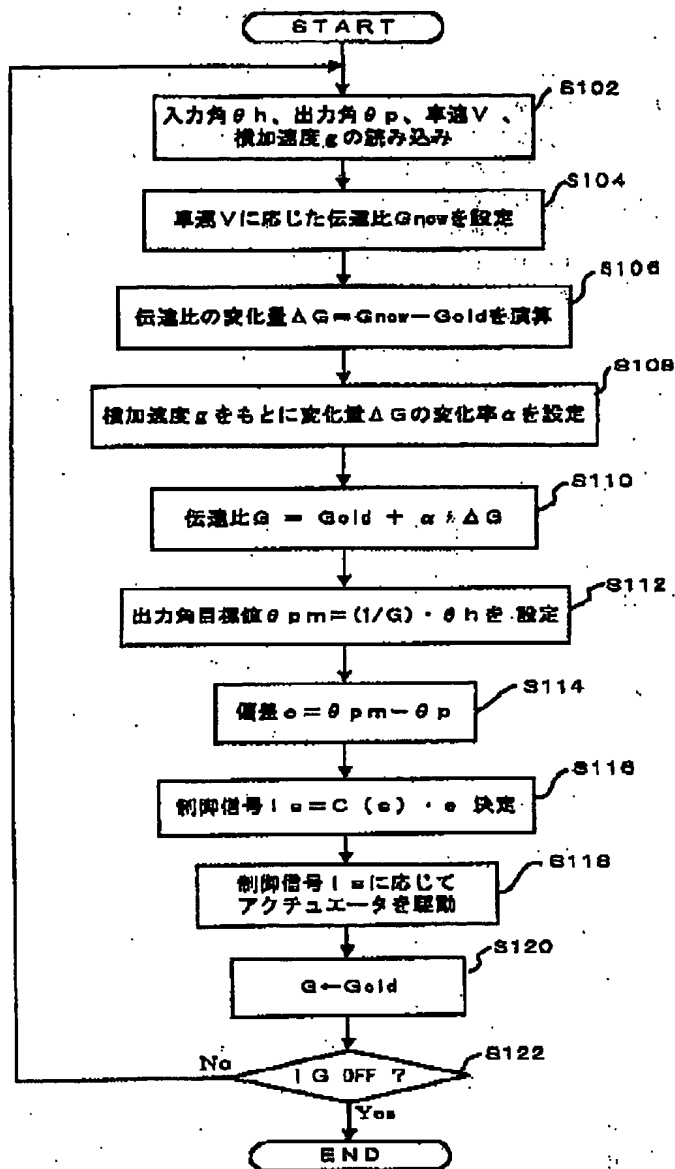 START
S102
入力角θh、出力角θp、車速V、
横加速度gの読み込み
S104
車速Vに応じた伝達比Gnowを設定
S106
伝達比の変化量ΔG=Gnow-Goldを演算
S108
横加速度gをもとに変化量ΔGの変化率αを設定
S110
伝達比G = Gold + α*ΔG
S112
出力角目標値θpm=(1/G)・θhを 設定
S114
偏差e=θpm-θp
S116
制御信号Is=C(s)・e 決定
S118
制御信号Isに応じて
アクチュエータを駆動
S120
G←Gold
S122
No
IG OFF ?
Yes
END